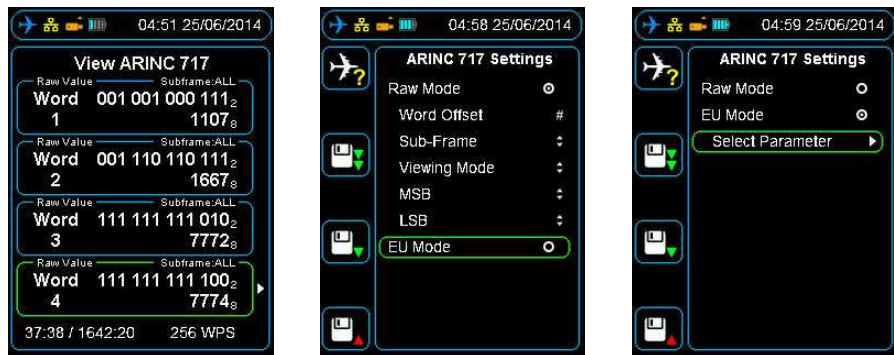 04:51 25/06/2014
View ARINC 717
Raw Value Subframe:ALL
Word 001 001 000 111₂
1 1107₈
Raw Value Subframe:ALL
Word 001 110 110 111₂
2 1667₈
Raw Value Subframe:ALL
Word 111 111 111 010₂
3 7772₈
Raw Value Subframe:ALL
Word 111 111 111 100₂
4 7774₈
37:38 / 1642:20 256 WPS
04:58 25/06/2014
?
ARINC 717 Settings
Raw Mode
Word Offset #
Sub-Frame
Viewing Mode
MSB
LSB
EU Mode
04:59 25/06/2014
?
ARINC 717 Settings
Raw Mode
EU Mode
Select Parameter